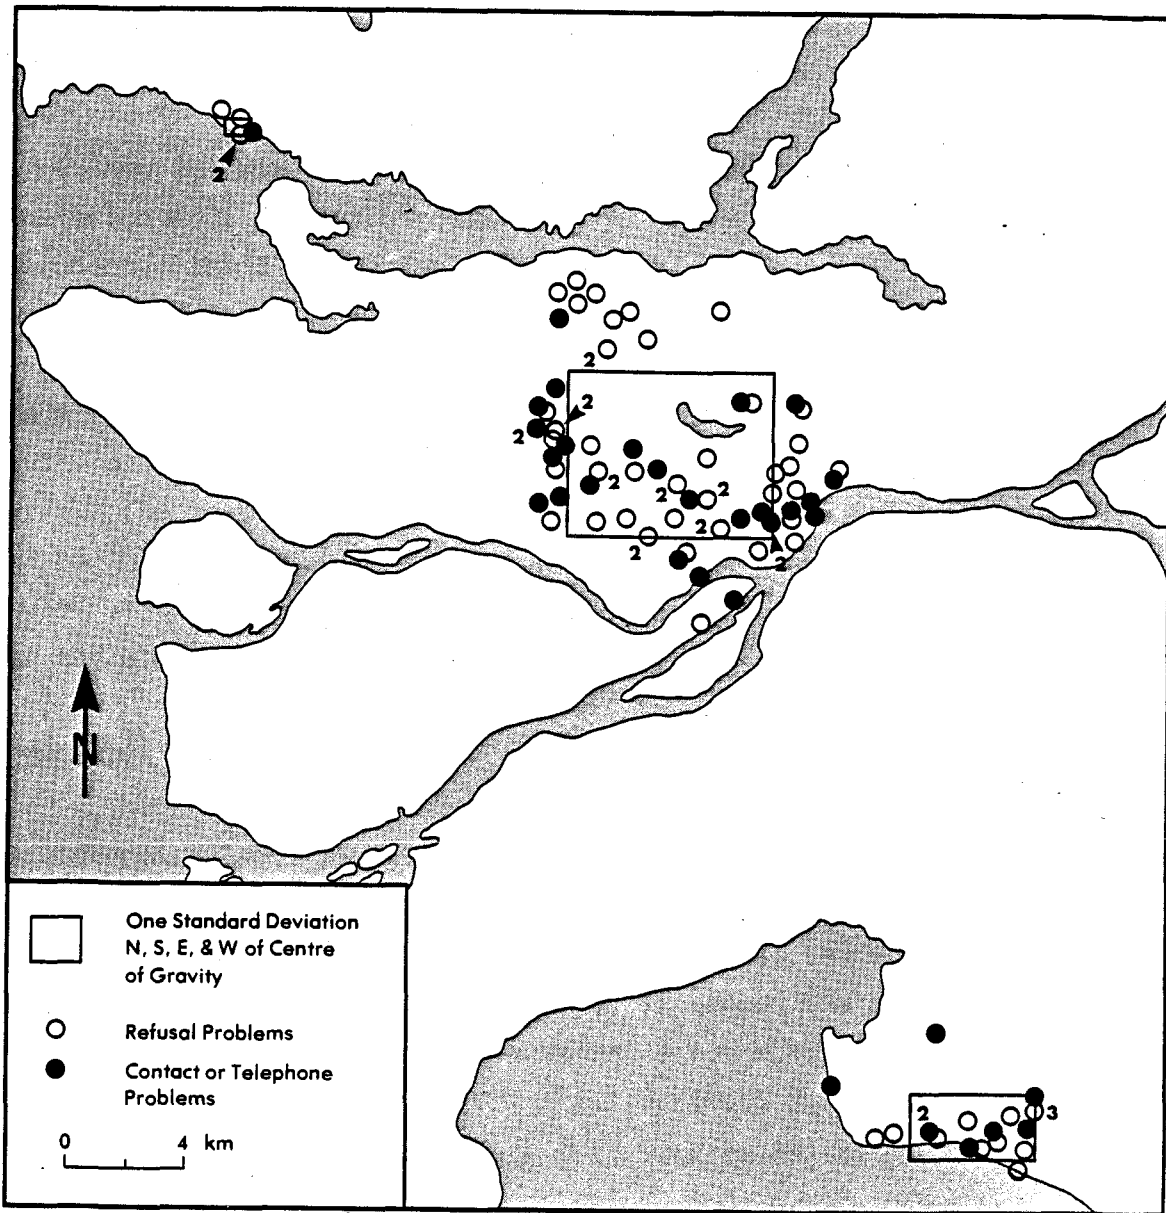 2
2
2
2
2
2
2
2
2
2
N
One Standard Deviation
N, S, E, & W of Centre
of Gravity
Refusal Problems
Contact or Telephone
Problems
0 4 km
2 3